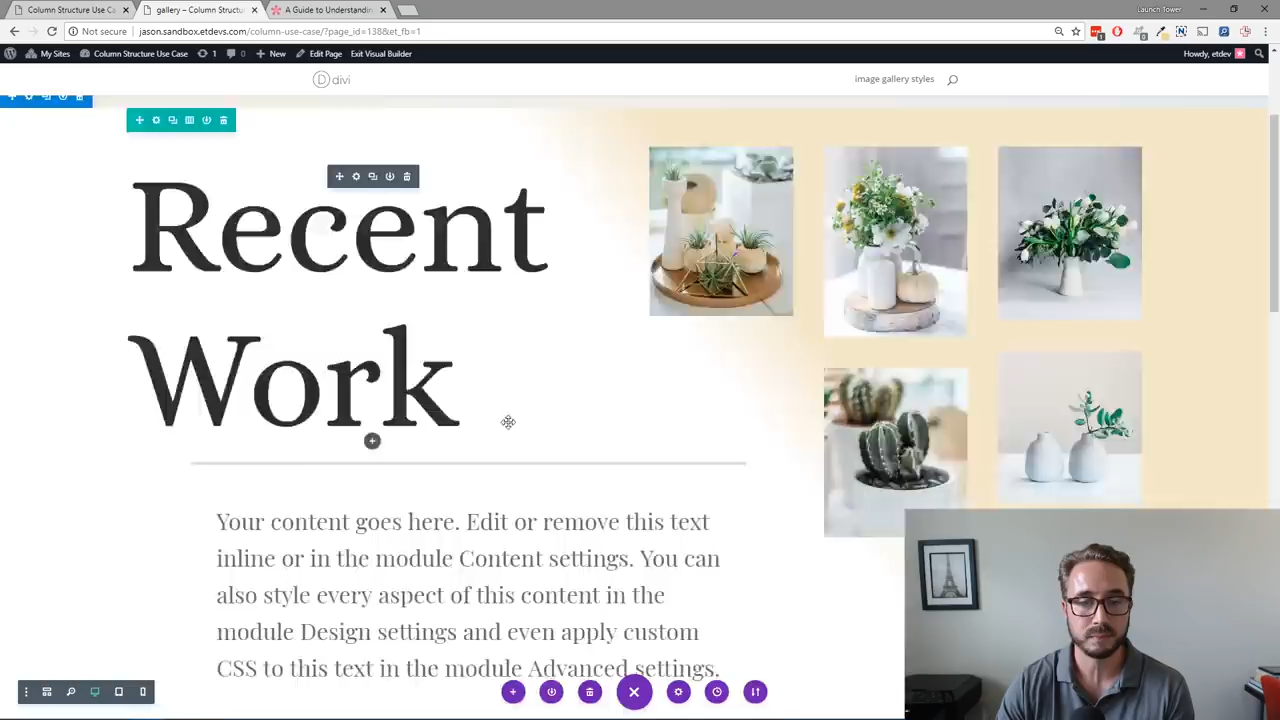 Column Structure Use Ca
gallery – Column Structu
A Guide to Understandin
Launch Tower
Not secure
jason.sandbox.etdevs.com/column-use-case/?page_id=138&et_fb=1
My Sites
Column Structure Use Case
1
0
New
Edit Page
Exit Visual Builder
Howdy, etdev
divi
image gallery styles
Recent
Work
Your content goes here. Edit or remove this text
inline or in the module Content settings. You can
also style every aspect of this content in the
module Design settings and even apply custom
CSS to this text in the module Advanced settings.